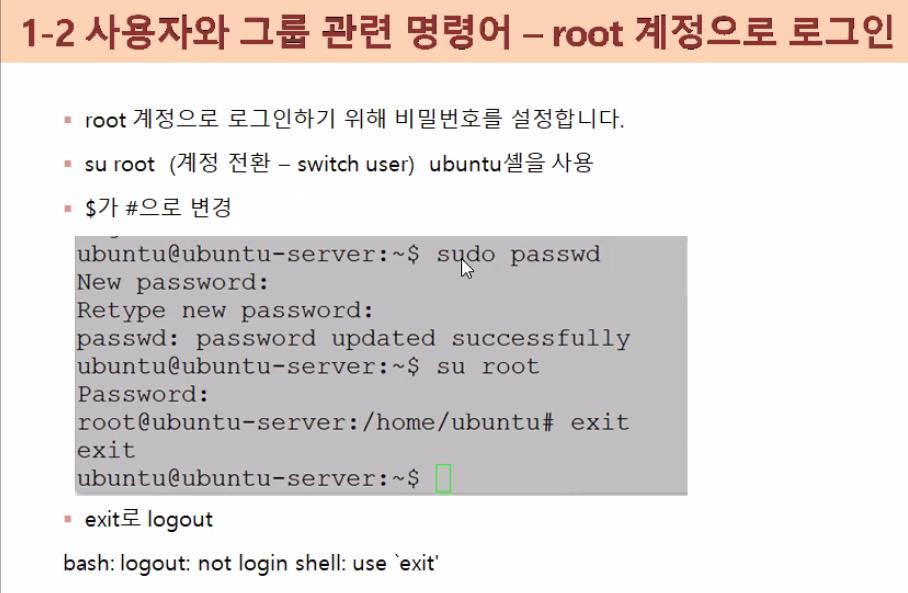 1-2 사용자와 그룹 관련 명령어 – root 계정으로 로그인
▪ root 계정으로 로그인하기 위해 비밀번호를 설정합니다.
▪ su root (계정 전환 – switch user) ubuntu셸을 사용
▪ $가 #으로 변경
ubuntu@ubuntu-server:~$ sudo passwd
New password:
Retype new password:
passwd: password updated successfully
ubuntu@ubuntu-server:~$ su root
Password:
root@ubuntu-server:/home/ubuntu# exit
exit
ubuntu@ubuntu-server:~$
▪ exit로 logout
bash: logout: not login shell: use `exit'